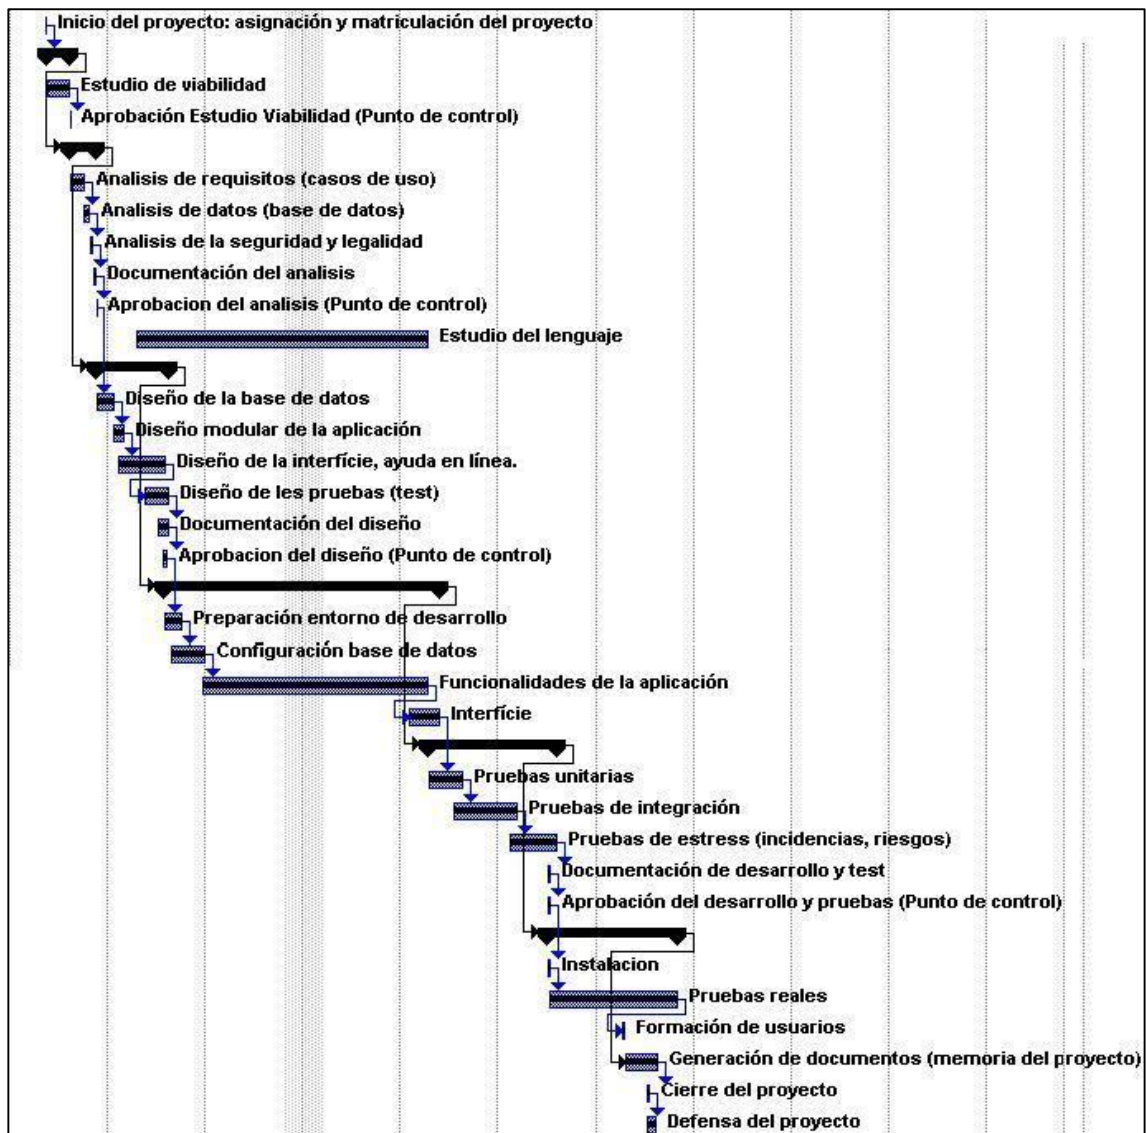 Inicio del proyecto: asignación y matriculación del proyecto
Estudio de viabilidad
Aprobación Estudio Viabilidad (Punto de control)
Analisis de requisitos (casos de uso)
Analisis de datos (base de datos)
Analisis de la seguridad y legalidad
Documentación del analisis
Aprobacion del analisis (Punto de control)
Estudio del lenguaje
Diseño de la base de datos
Diseño modular de la aplicación
Diseño de la interfície, ayuda en línea.
Diseño de les pruebas (test)
Documentación del diseño
Aprobacion del diseño (Punto de control)
Preparación entorno de desarrollo
Configuración base de datos
Funcionalidades de la aplicación
Interfície
Pruebas unitarias
Pruebas de integración
Pruebas de estress (incidencias, riesgos)
Documentación de desarrollo y test
Aprobación del desarrollo y pruebas (Punto de control)
Instalacion
Pruebas reales
Formación de usuarios
Generación de documentos (memoria del proyecto)
Cierre del proyecto
Defensa del proyecto